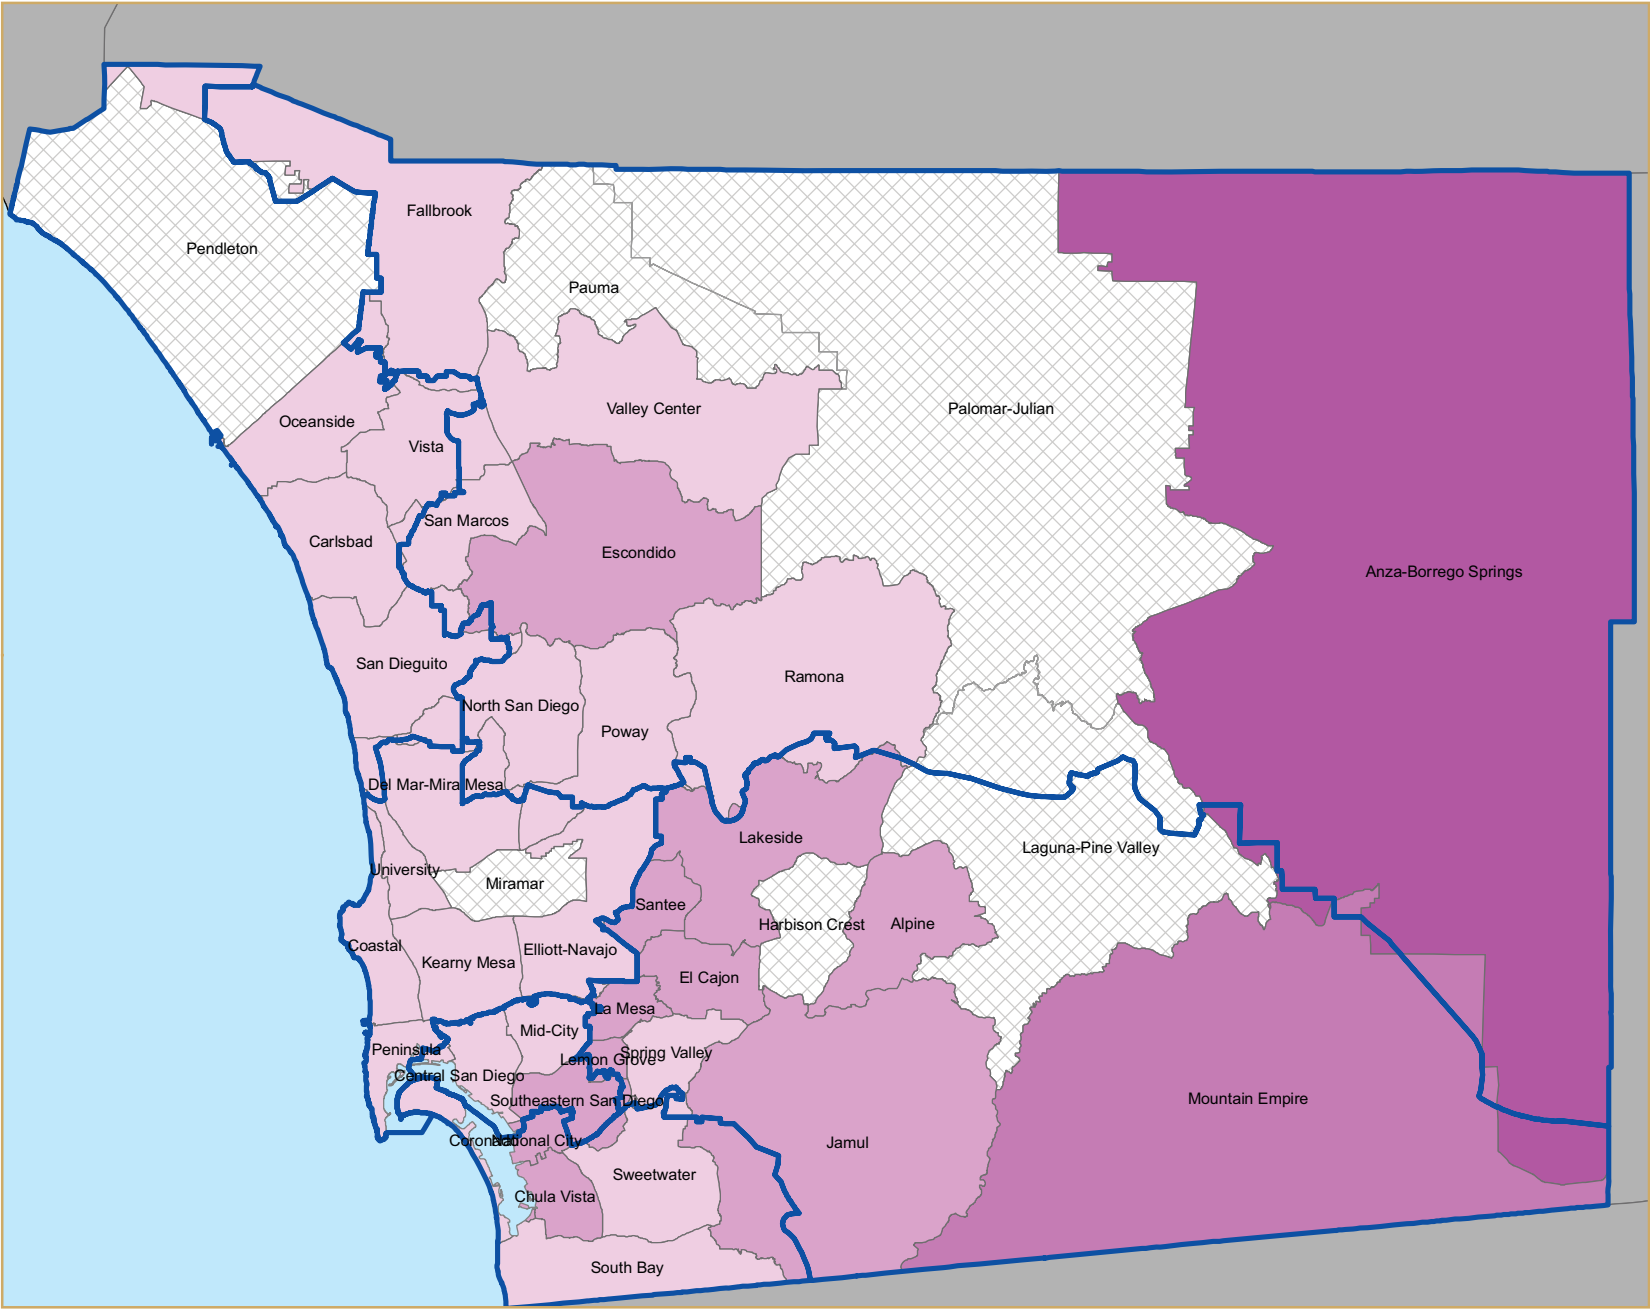 Fallbrook
Pendleton
Pauma
Palomar-Julian
Valley Center
Oceanside
Vista
San Marcos
Carlsbad
Escondido
Anza-Borrego Springs
San Dieguito
Ramona
North San Diego
Poway
Del Mar-Mira Mesa
Lakeside
Laguna-Pine Valley
University
Miramar
Santee
Harbison Crest
Alpine
Coastal
Elliott-Navajo
Kearny Mesa
El Cajon
La Mesa
Mid-City
Peninsula
Lemon Grove
Spring Valley
Central San Diego
Southeastern San Diego
Mountain Empire
Coronado
National City
Jamul
Sweetwater
Chula Vista
South Bay